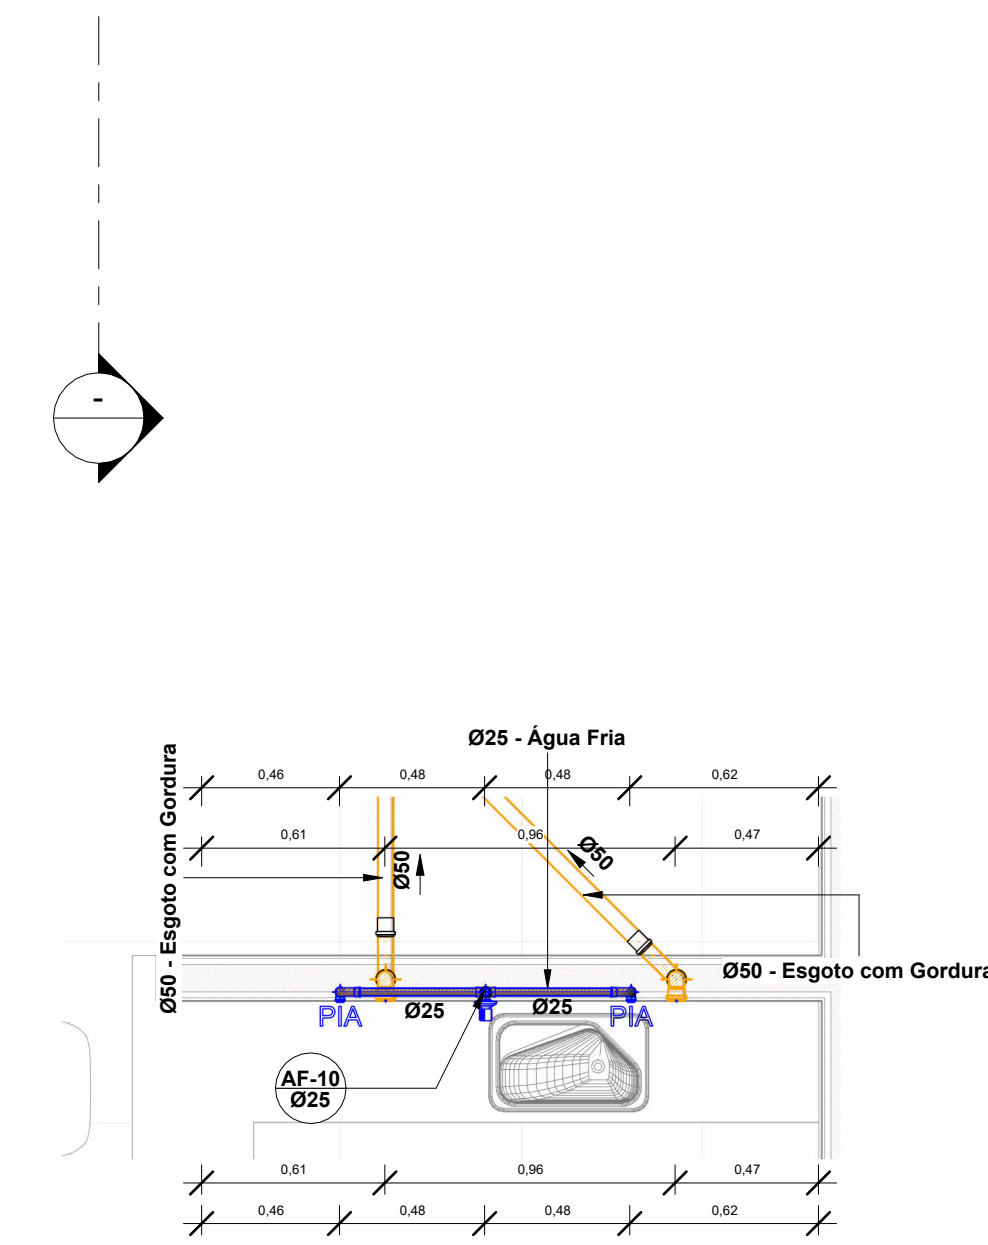 -
Ø25 - Água Fria
0,46
0,48
0,48
0,62
Ø50 - Esgoto com Gordura
0,61
0,96
0,47
Ø50
Ø50
Ø50 - Esgoto com Gordura
PIA
Ø25
Ø25
PIA
AF-10
Ø25
0,61
0,96
0,47
0,46
0,48
0,48
0,62